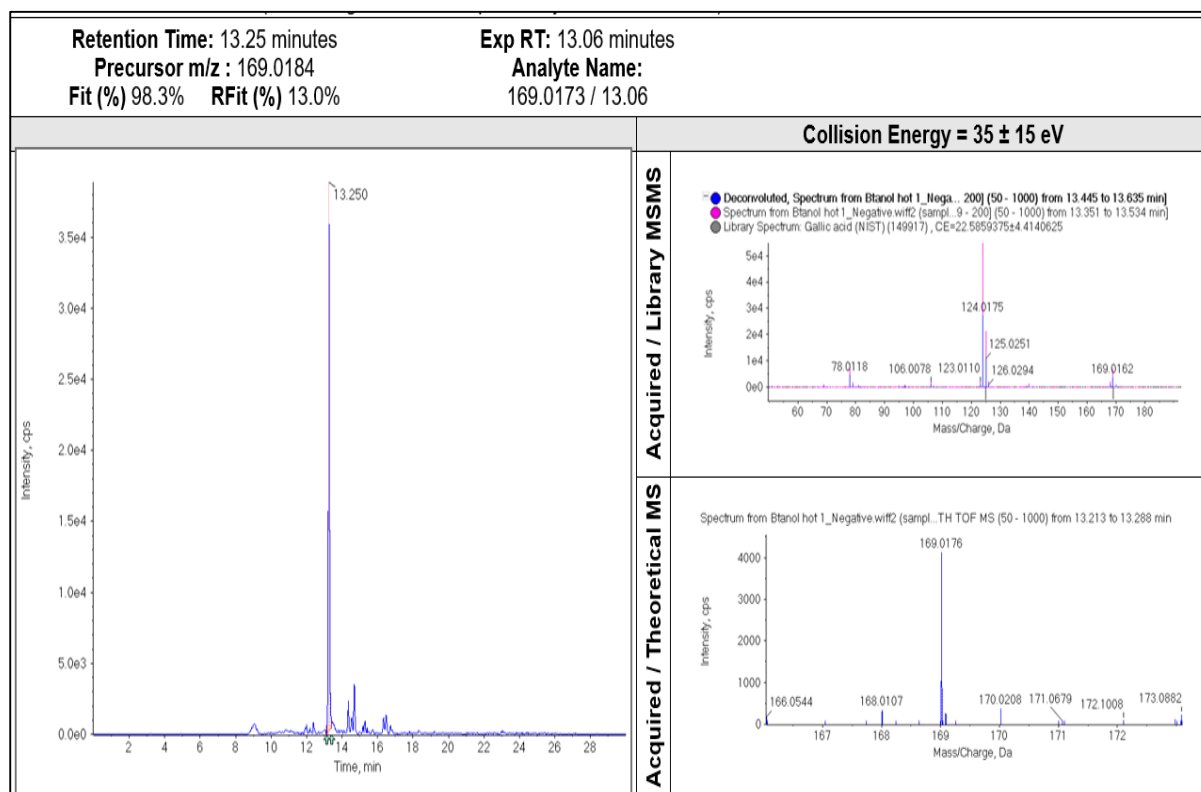 Retention Time: 13.25 minutes
Exp RT: 13.06 minutes
Precursor m/z : 169.0184
Analyte Name:
Fit (%) 98.3% RFit (%) 13.0%
169.0173 / 13.06
Collision Energy = 35 ± 15 eV
13.250
3.5e4
3.0e4
2.5e4
2.0e4
1.5e4
1.0e4
5.0e3
0.0e0
Intensity, cps
2 4 6 8 10 12 14 16 18 20 22 24 26 28
Time, min
Acquired / Library MSMS
Deconvoluted, Spectrum from Btanol hot 1_Nega... 200] (50 - 1000) from 13.445 to 13.635 min]
Spectrum from Btanol hot 1_Negative.wiff2 (sampl...9 - 200] (50 - 1000) from 13.351 to 13.534 min]
Library Spectrum: Gallic acid (NIST) (149917) , CE=22.5859375±4.4140625
5e4
4e4
3e4
2e4
1e4
0e0
Intensity, cps
124.0175
125.0251
78.0118
106.0078
123.0110
126.0294
169.0162
60 70 80 90 100 110 120 130 140 150 160 170 180
Mass/Charge, Da
Acquired / Theoretical MS
Spectrum from Btanol hot 1_Negative.wiff2 (sampl...TH TOF MS (50 - 1000) from 13.213 to 13.288 min
4000
3000
2000
1000
0
Intensity, cps
169.0176
166.0544
168.0107
170.0208
171.0679
172.1008
173.0882
167 168 169 170 171 172
Mass/Charge, Da